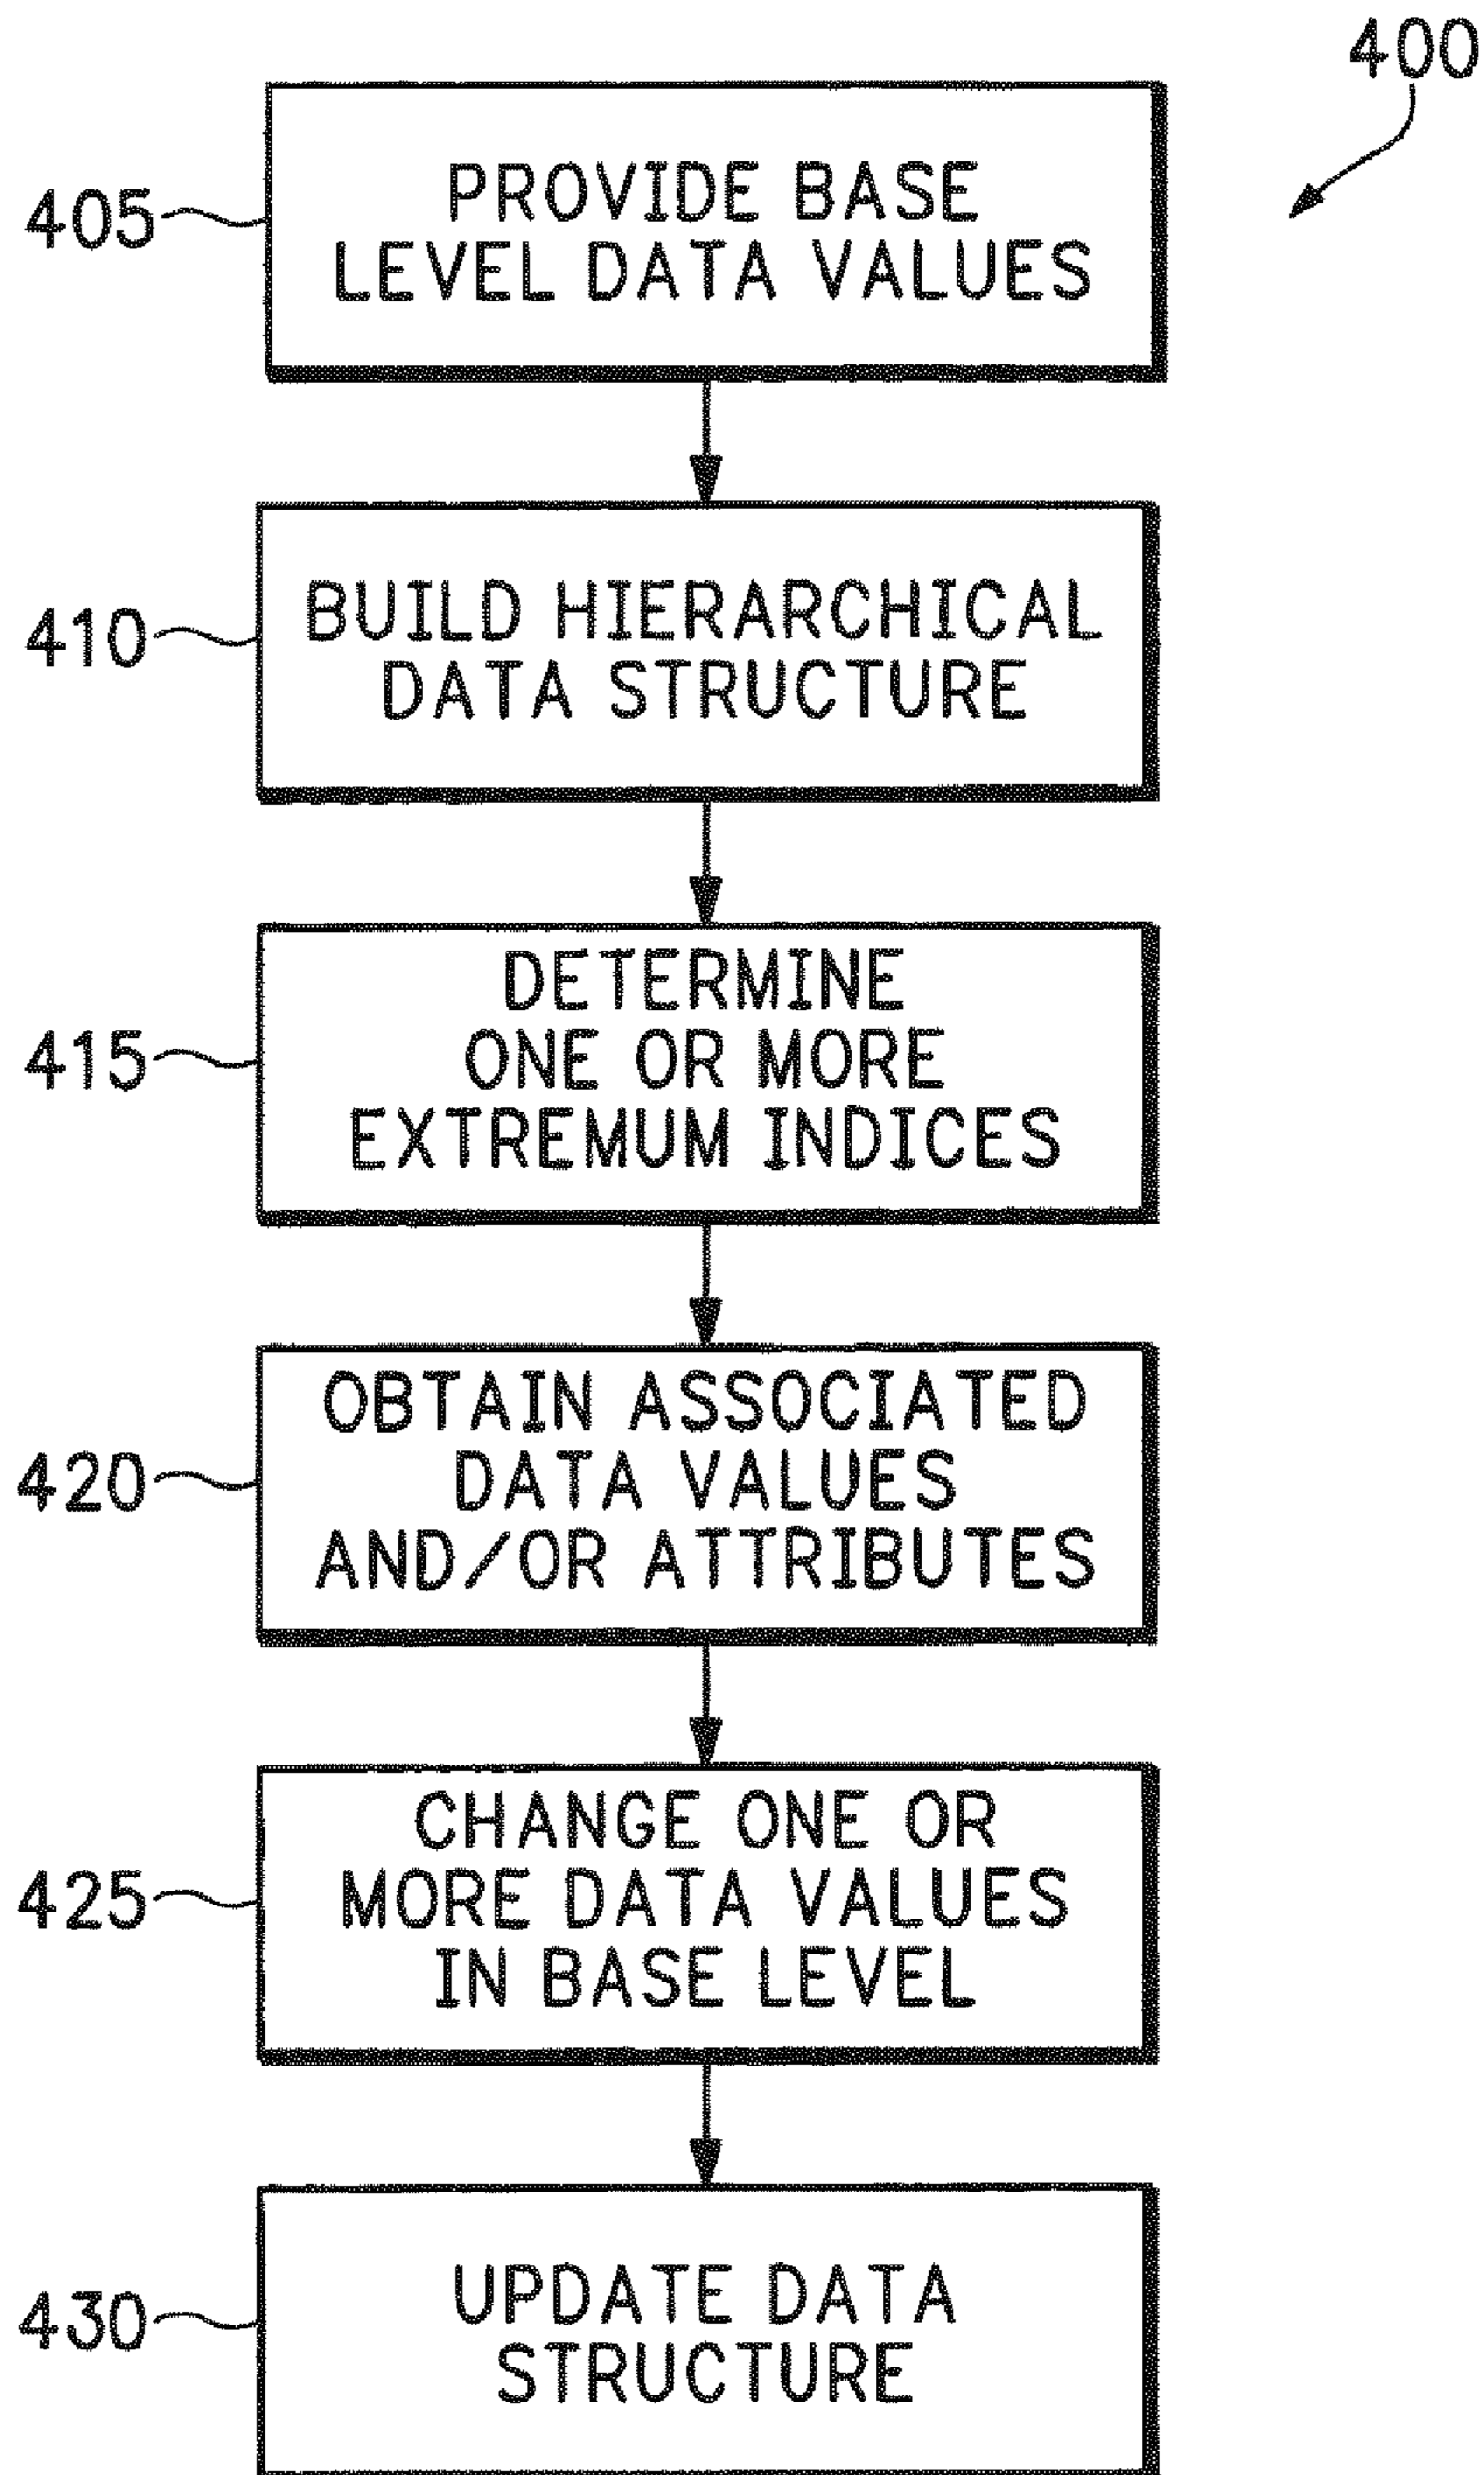 400
405
PROVIDE BASE
LEVEL DATA VALUES
410
BUILD HIERARCHICAL
DATA STRUCTURE
415
DETERMINE
ONE OR MORE
EXTREMUM INDICES
420
OBTAIN ASSOCIATED
DATA VALUES
AND/OR ATTRIBUTES
425
CHANGE ONE OR
MORE DATA VALUES
IN BASE LEVEL
430
UPDATE DATA
STRUCTURE